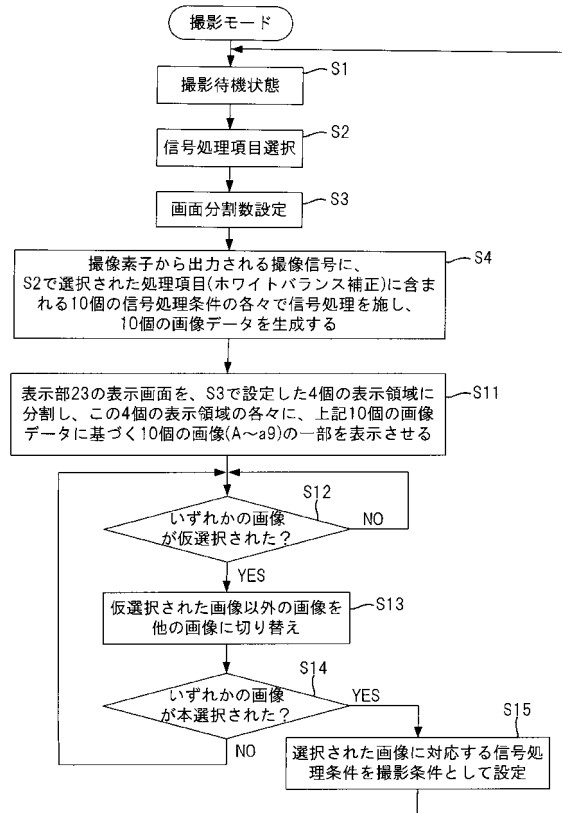 撮影モード
S1
撮影待機状態
S2
信号処理項目選択
S3
画面分割数設定
S4
撮像素子から出力される撮像信号に、
S2で選択された処理項目(ホワイトバランス補正)に含ま
れる10個の信号処理条件の各々で信号処理を施し、
10個の画像データを生成する
S11
表示部23の表示画面を、S3で設定した4個の表示領域に
分割し、この4個の表示領域の各々に、上記10個の画像
データに基づく10個の画像(A～a9)の一部を表示させる
S12
いずれかの画像
が仮選択された？
NO
YES
S13
仮選択された画像以外の画像を
他の画像に切り替え
S14
いずれかの画像
が本選択された？
YES
NO
S15
選択された画像に対応する信号処
理条件を撮影条件として設定